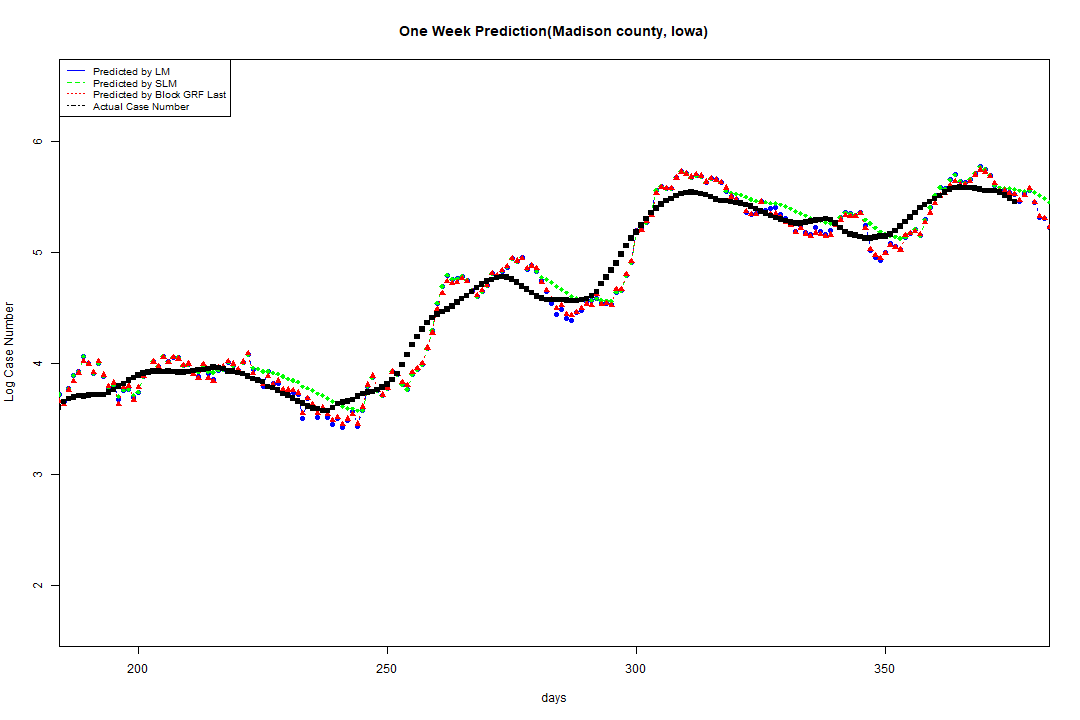 One Week Prediction(Madison county, Iowa)
Predicted by LM
Predicted by SLM
Predicted by Block GRF Last
Actual Case Number
6
5
4
3
2
Log Case Number
200
250
300
350
days